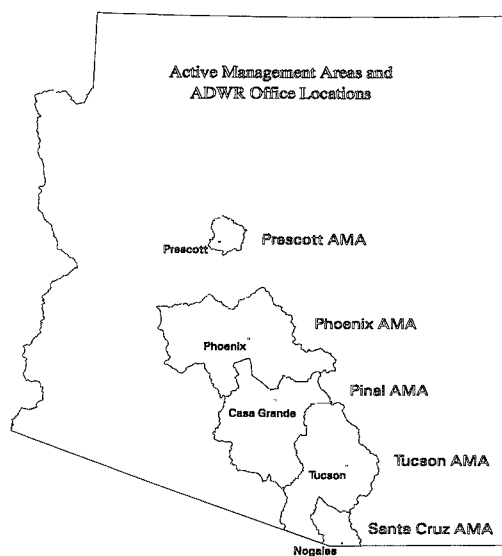 Active Management Areas and
ADWR Office Locations
Prescott
Prescott AMA
Phoenix AMA
Phoenix
Pinal AMA
Casa Grande
Tucson AMA
Tucson
Santa Cruz AMA
Nogales